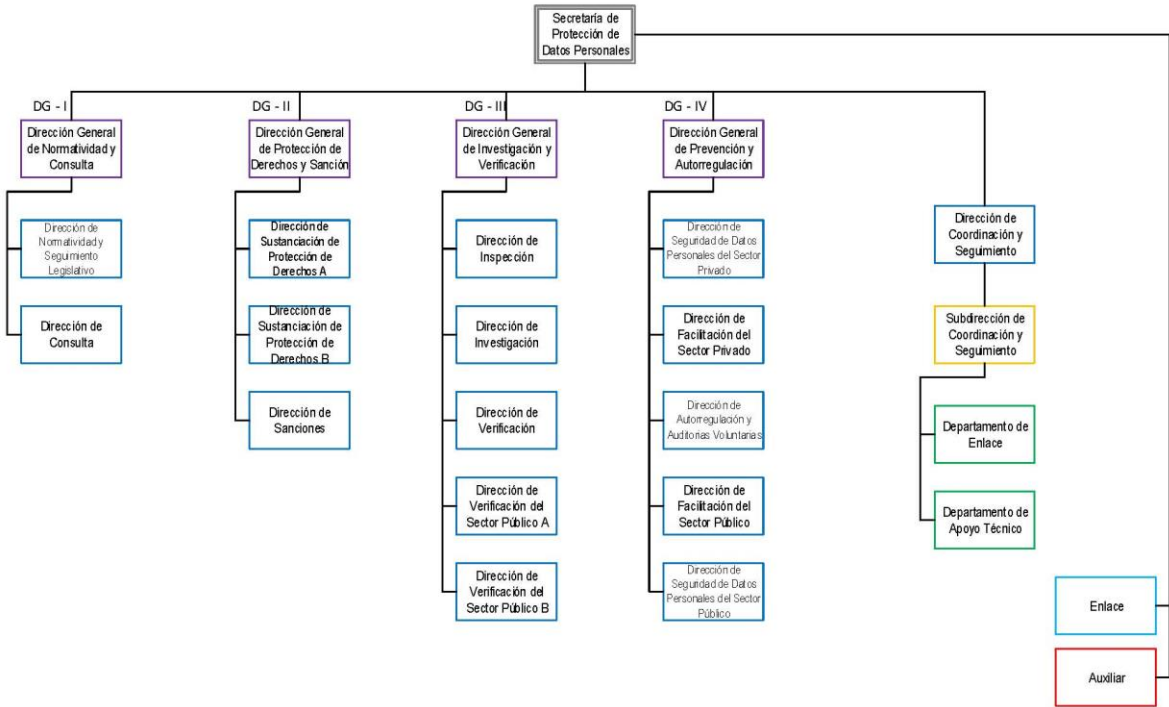 Secretaría de
Protección de
Datos Personales
DG - I
Dirección General
de Normatividad y
Consulta
Dirección de
Normatividad y
Seguimiento
Legislativo
Dirección de
Consulta
DG - II
Dirección General
de Protección de
Derechos y Sanción
Dirección de
Sustanciación de
Protección de
Derechos A
Dirección de
Sustanciación de
Protección de
Derechos B
Dirección de
Sanciones
DG - III
Dirección General
de Investigación y
Verificación
Dirección de
Inspección
Dirección de
Investigación
Dirección de
Verificación
Dirección de
Verificación del
Sector Público A
Dirección de
Verificación del
Sector Público B
DG - IV
Dirección General
de Prevención y
Autorregulación
Dirección de
Seguridad de Datos
Personales del Sector
Privado
Dirección de
Facilitación del
Sector Privado
Dirección de
Autorregulación y
Auditorias Voluntarias
Dirección de
Facilitación del
Sector Público
Dirección de
Seguridad de Datos
Personales del Sector
Público
Dirección de
Coordinación y
Seguimiento
Subdirección de
Coordinación y
Seguimiento
Departamento de
Enlace
Departamento de
Apoyo Técnico
Enlace
Auxiliar